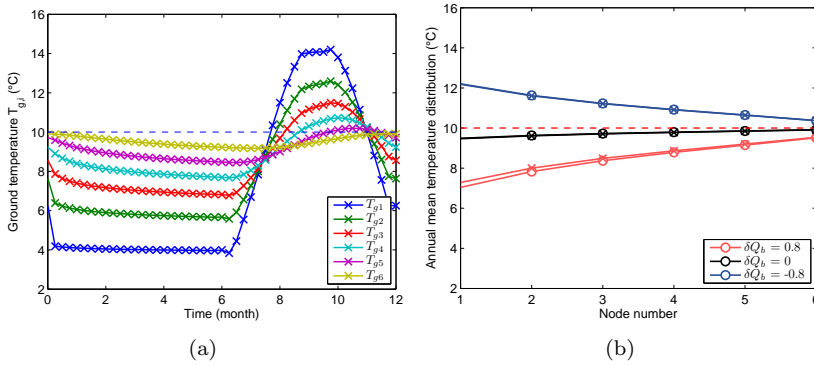 16
14
12
10
8
6
4
2
0 2 4 6 8 10 12
Time (month)
Ground temperature T_{g,i} (°C)
T_{g1}
T_{g2}
T_{g3}
T_{g4}
T_{g5}
T_{g6}
(a)
16
14
12
10
8
6
4
2
1 2 3 4 5 6
Node number
Annual mean temperature distribution (°C)
δQ_b = 0.8
δQ_b = 0
δQ_b = -0.8
(b)